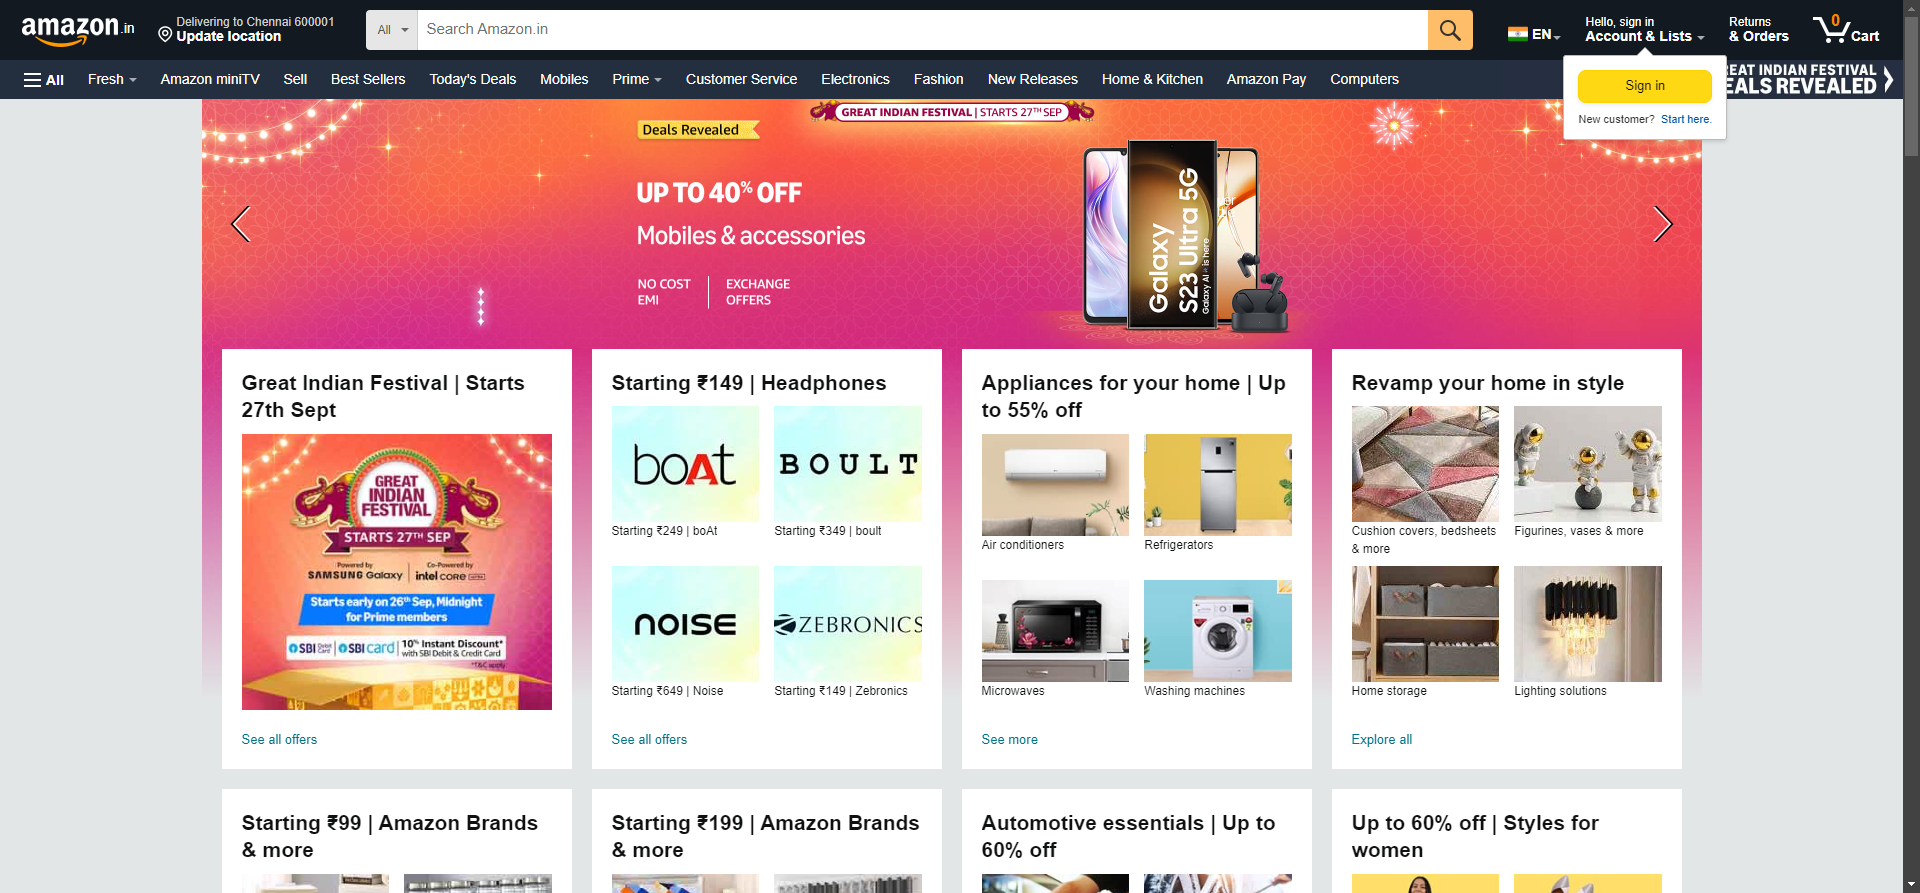 amazon.in
Delivering to Chennai 600001
Update location
All
Search Amazon.in
EN
Hello, sign in
Account & Lists
Returns
& Orders
0
Cart
All
Fresh
Amazon miniTV
Sell
Best Sellers
Today's Deals
Mobiles
Prime
Customer Service
Electronics
Fashion
New Releases
Home & Kitchen
Amazon Pay
Computers
REAT INDIAN FESTIVAL
EALS REVEALED
Sign in
New customer? Start here.
GREAT INDIAN FESTIVAL | STARTS 27TH SEP
Deals Revealed
UP TO 40% OFF
Mobiles & accessories
NO COST
EMI
EXCHANGE
OFFERS
Galaxy
S23 Ultra 5G
Galaxy AI is here
Great Indian Festival | Starts
27th Sept
GREAT
INDIAN
FESTIVAL
STARTS 27TH SEP
Powered by
SAMSUNG Galaxy
Co-Powered by
intel CORE
Starts early on 26th Sep, Midnight
for Prime members
SBI Debit Card
SBI card
10% Instant Discount*
with SBI Debit & Credit Card
*T&C apply
See all offers
Starting ₹149 | Headphones
boAt
BOULT
Starting ₹249 | boAt
Starting ₹349 | boult
noise
ZEBRONICS
Starting ₹649 | Noise
Starting ₹149 | Zebronics
See all offers
Appliances for your home | Up
to 55% off
Air conditioners
Refrigerators
Microwaves
Washing machines
See more
Revamp your home in style
Cushion covers, bedsheets
& more
Figurines, vases & more
Home storage
Lighting solutions
Explore all
Starting ₹99 | Amazon Brands
& more
Starting ₹199 | Amazon Brands
& more
Automotive essentials | Up to
60% off
Up to 60% off | Styles for
women